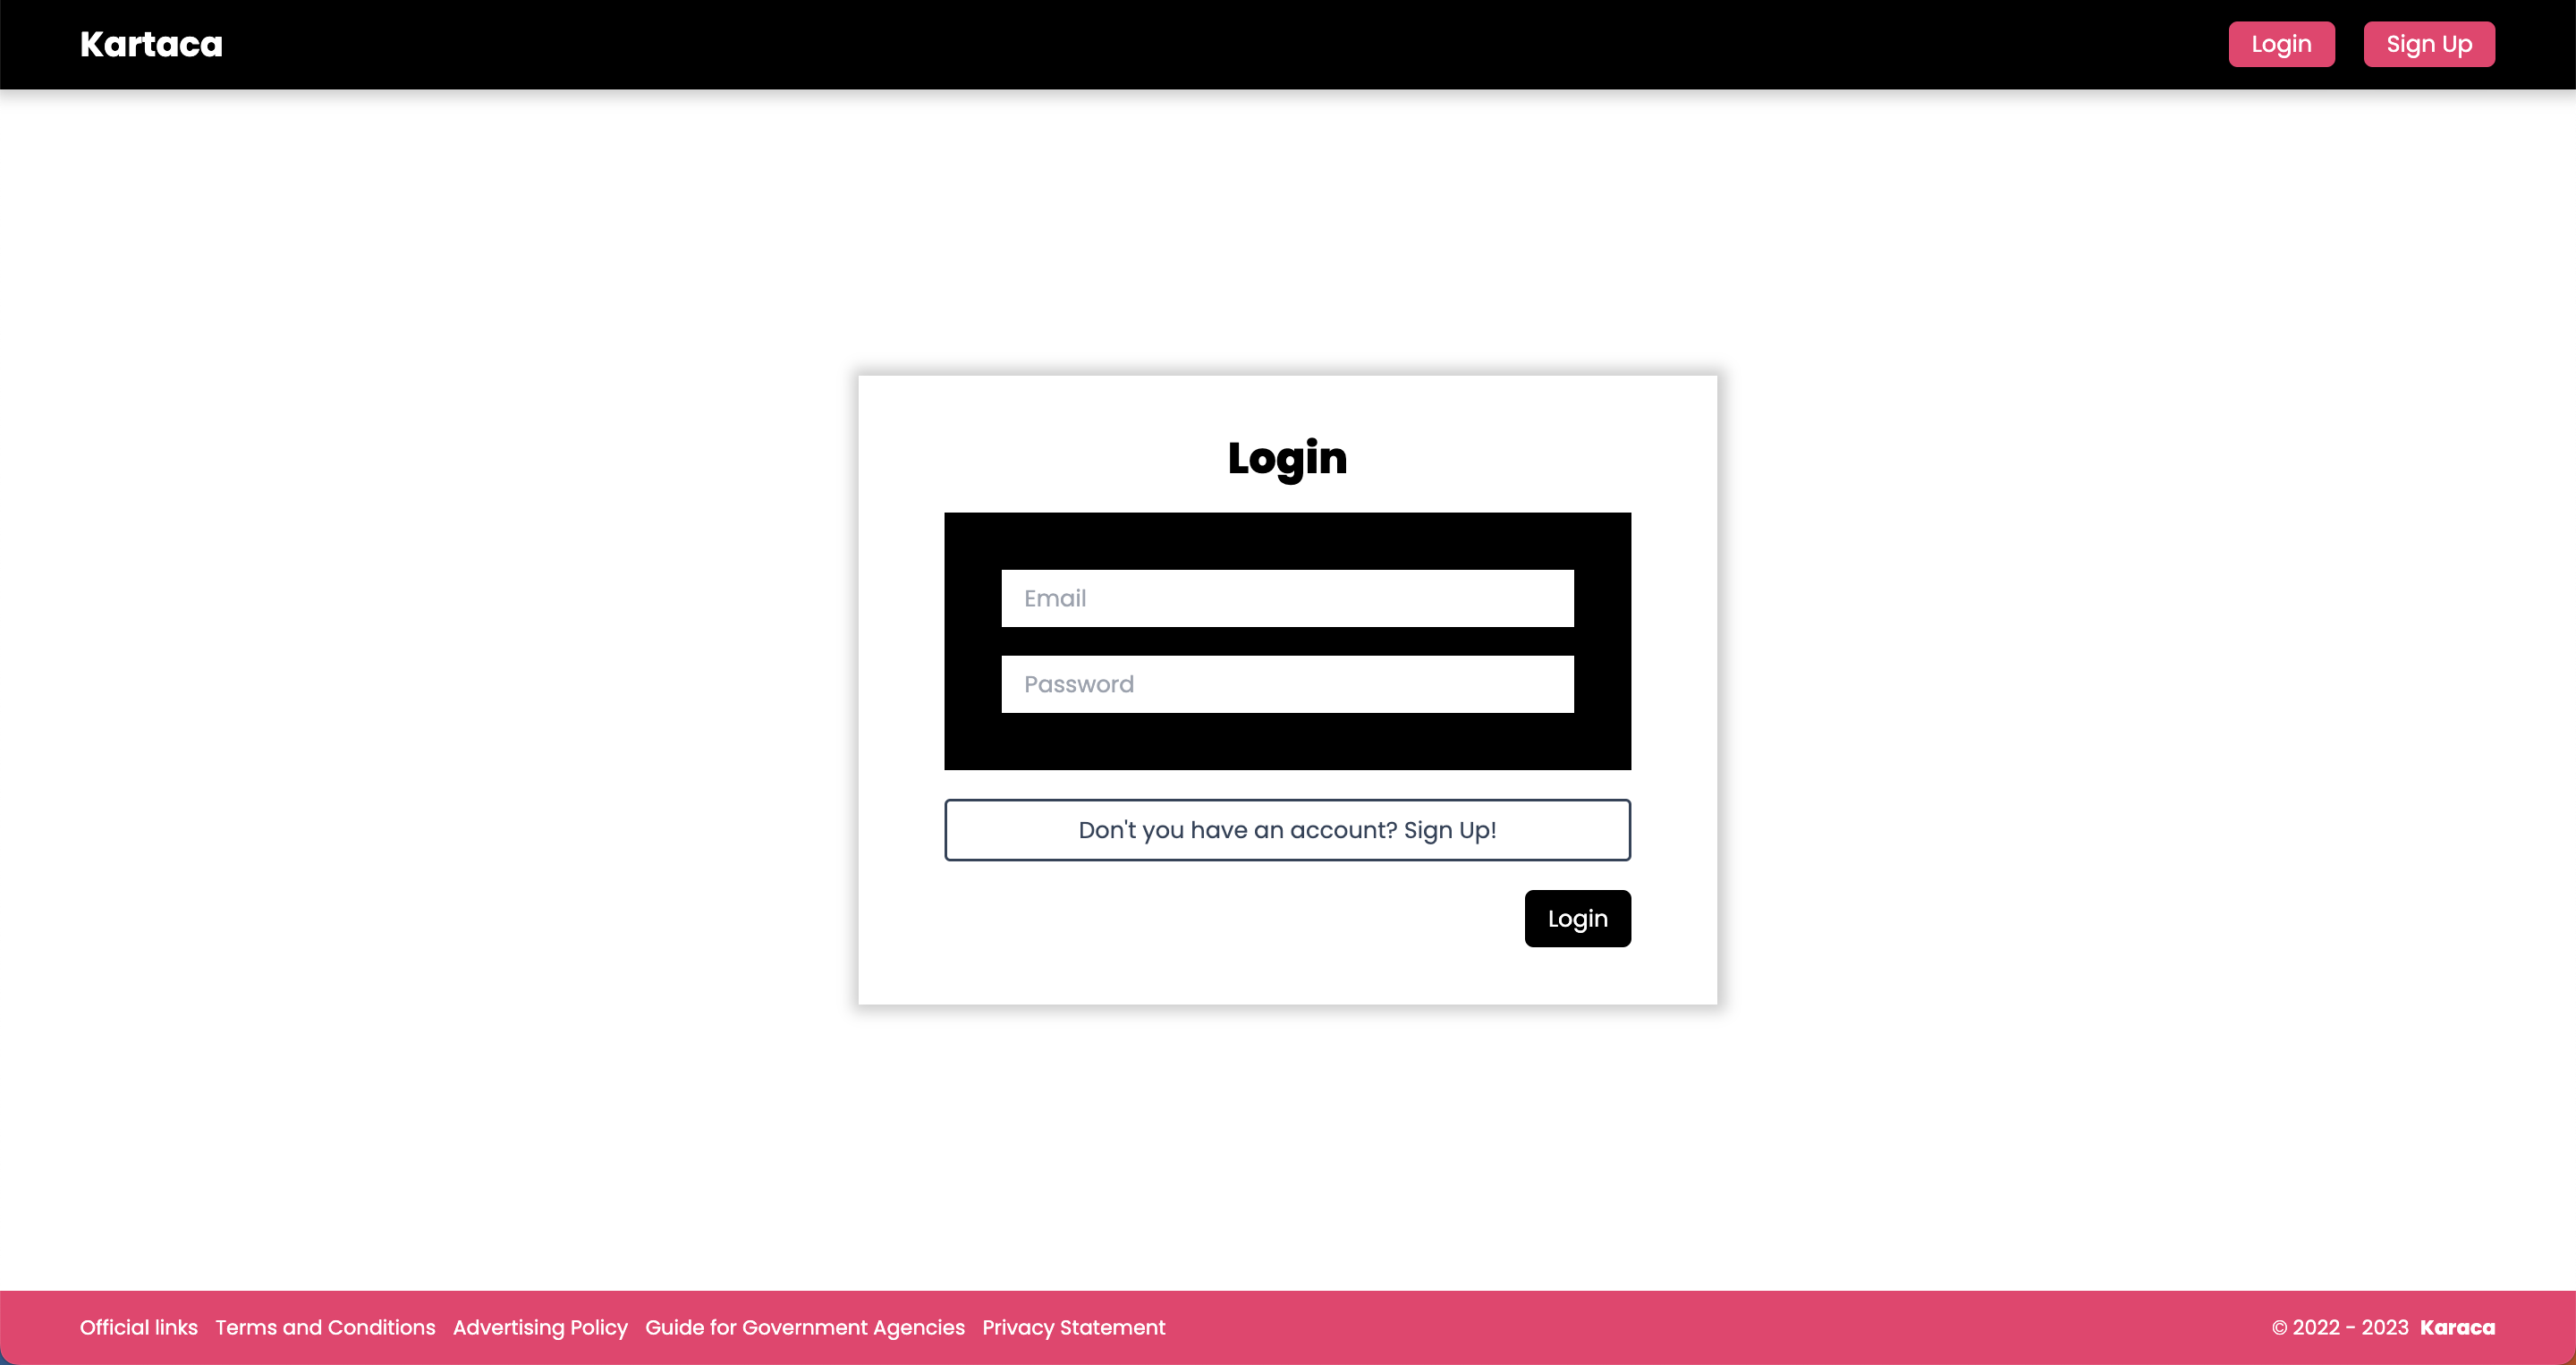 Kartaca
Login
Sign Up
Login
Email
Password
Don't you have an account? Sign Up!
Login
Official links Terms and Conditions Advertising Policy Guide for Government Agencies Privacy Statement
© 2022 - 2023 Karaca